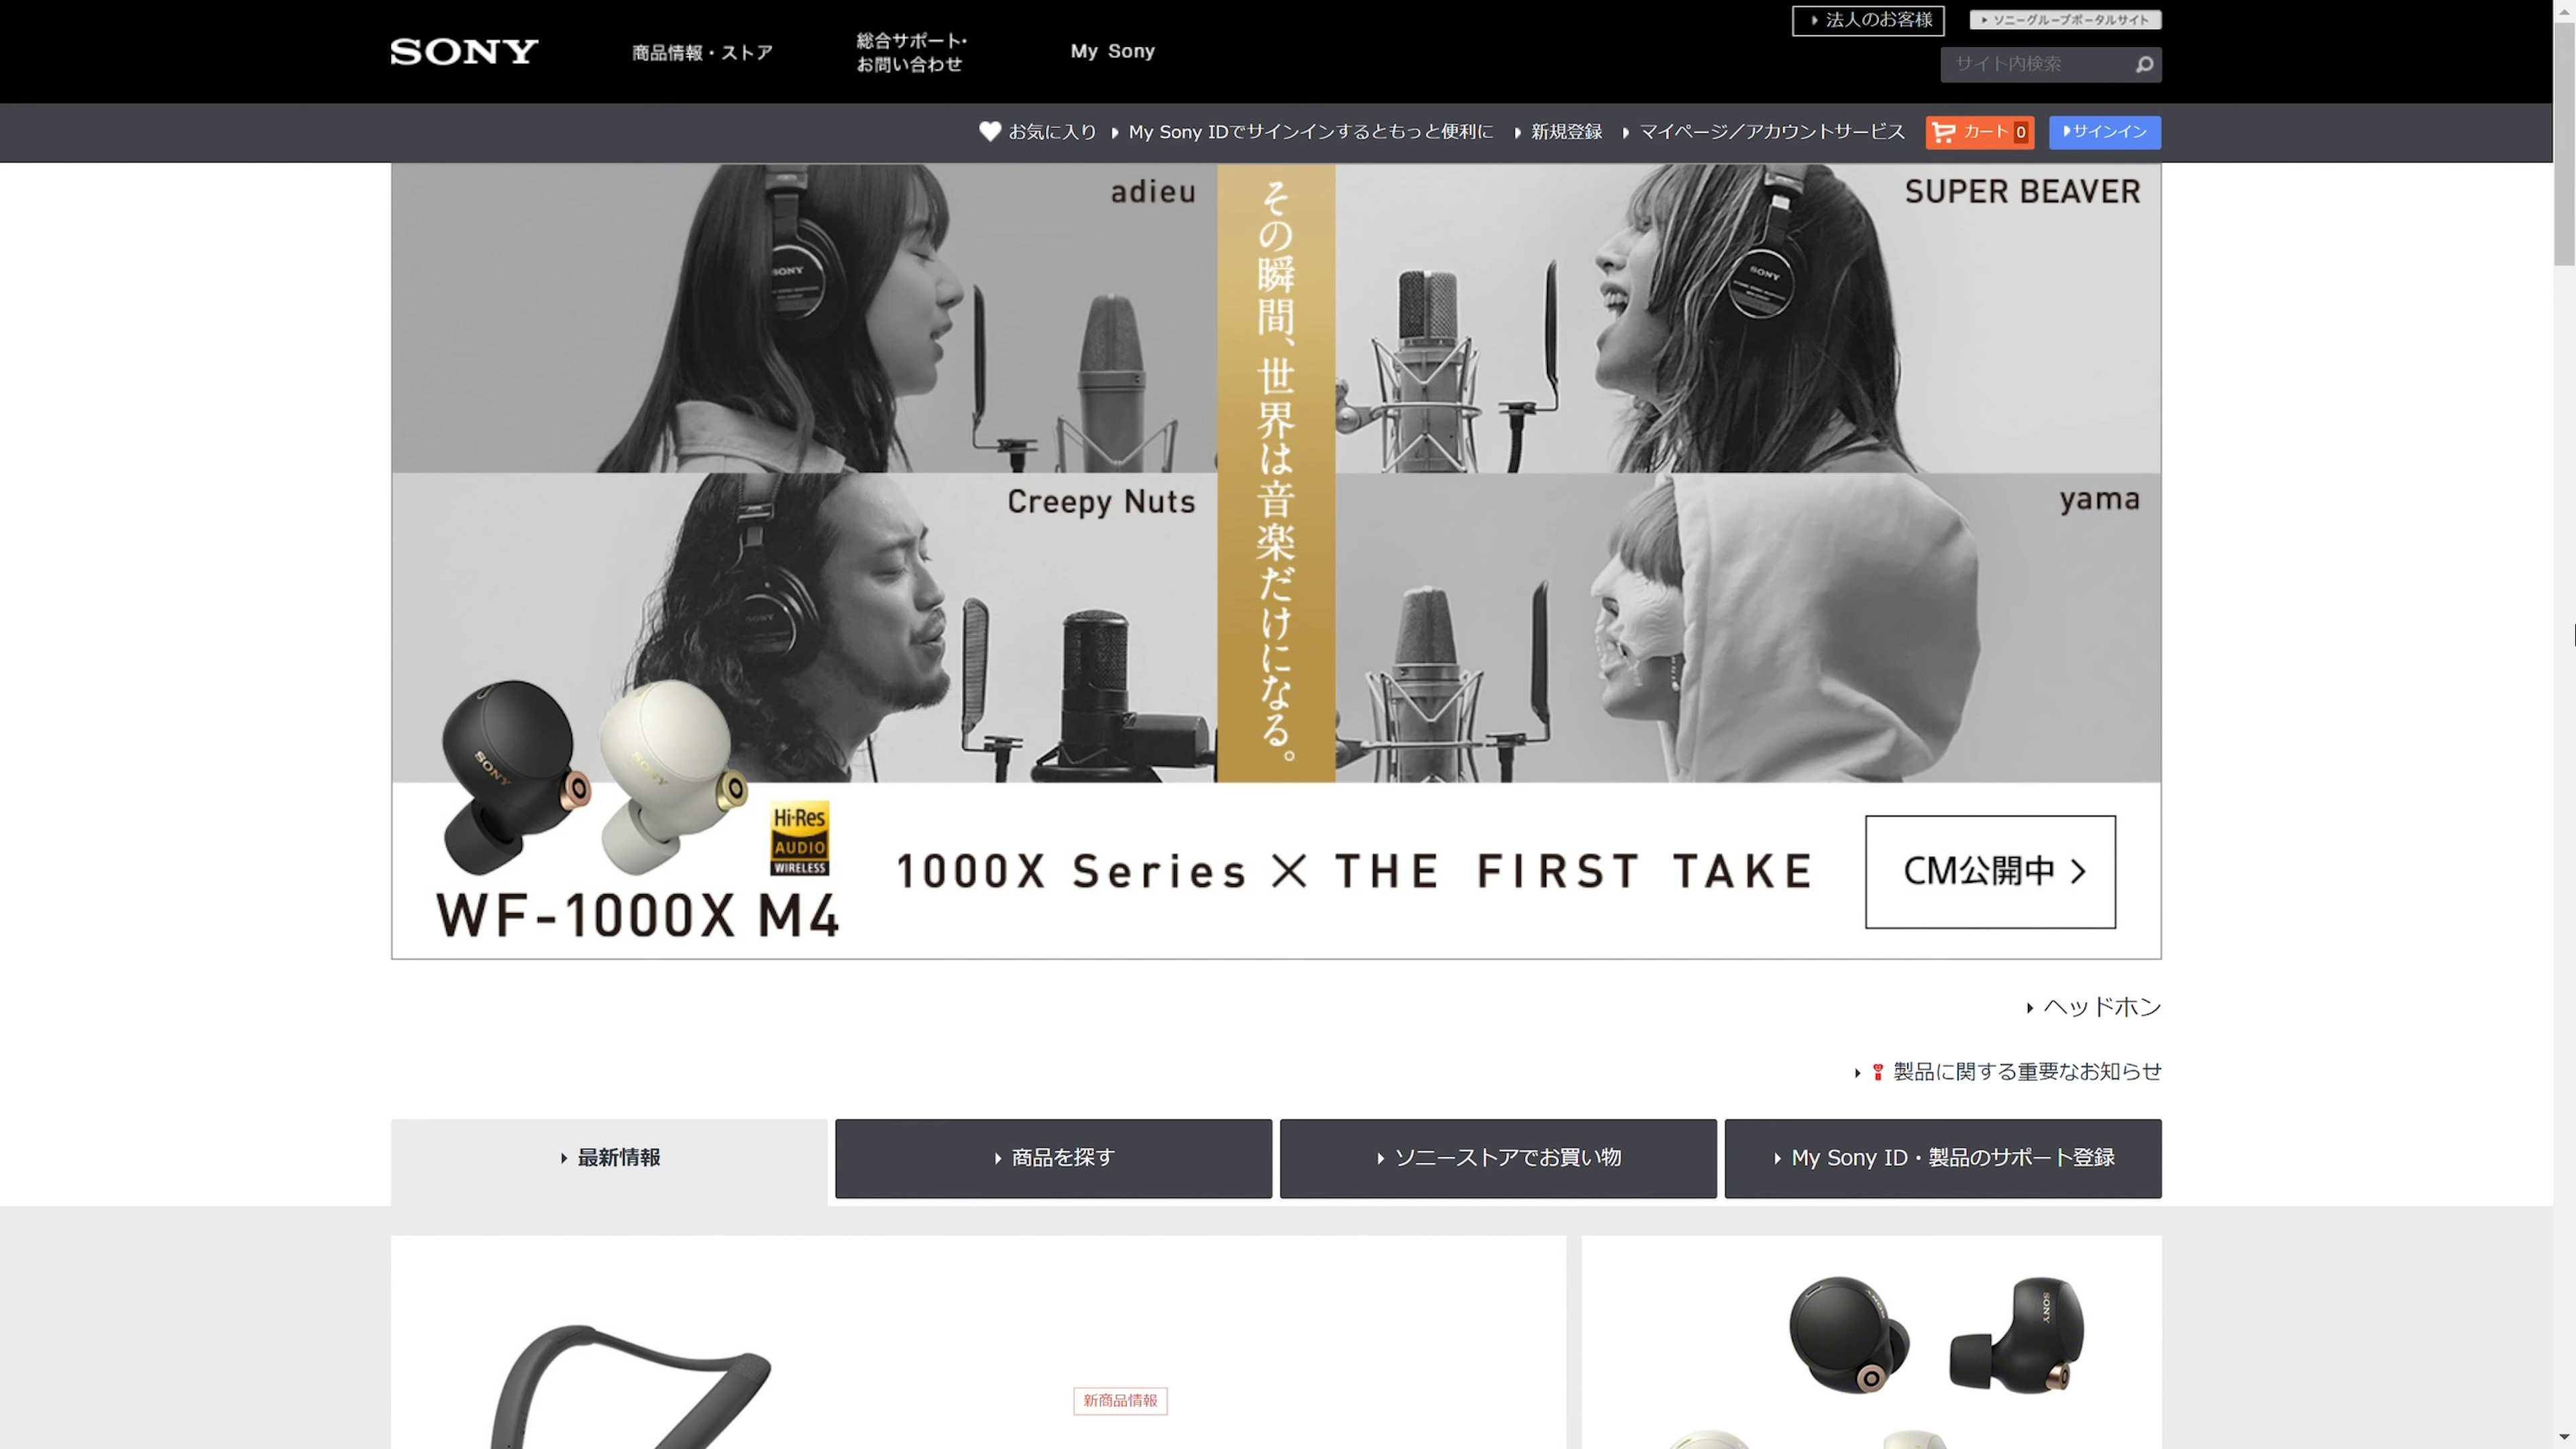 SONY
商品情報・ストア
総合サポート・
お問い合わせ
My Sony
法人のお客様
ソニーグループポータルサイト
サイト内検索
お気に入り
My Sony IDでサインインするともっと便利に
新規登録
マイページ／アカウントサービス
カート 0
サインイン
adieu
SONY
その瞬間、世界は音楽だけになる。
SUPER BEAVER
SONY
Creepy Nuts
SONY
yama
SONY
SONY
Hi-Res
AUDIO
WIRELESS
WF-1000X M4
1000X Series × THE FIRST TAKE
CM公開中
ヘッドホン
製品に関する重要なお知らせ
最新情報
商品を探す
ソニーストアでお買い物
My Sony ID・製品のサポート登録
新商品情報
SONY
SONY